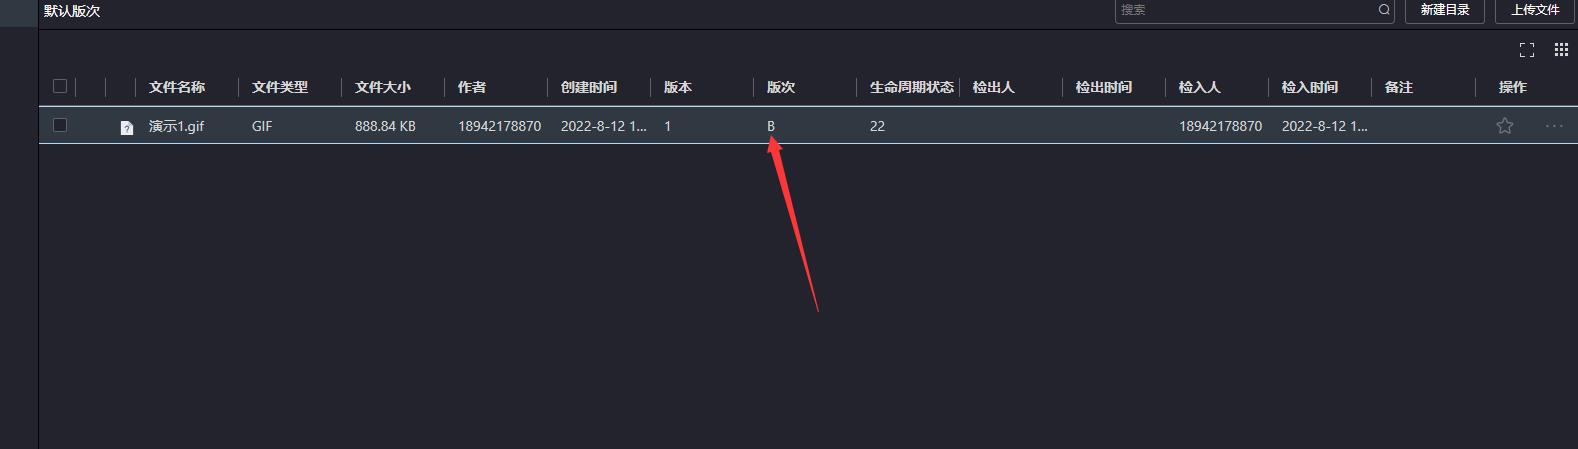 默认版次
搜索 新建目录 上传文件
文件名称 文件类型 文件大小 作者 创建时间 版本 版次 生命周期状态 检出人 检出时间 检入人 检入时间 备注 操作
演示1.gif GIF 888.84 KB 18942178870 2022-8-12 1... 1 B 22 18942178870 2022-8-12 1... ...